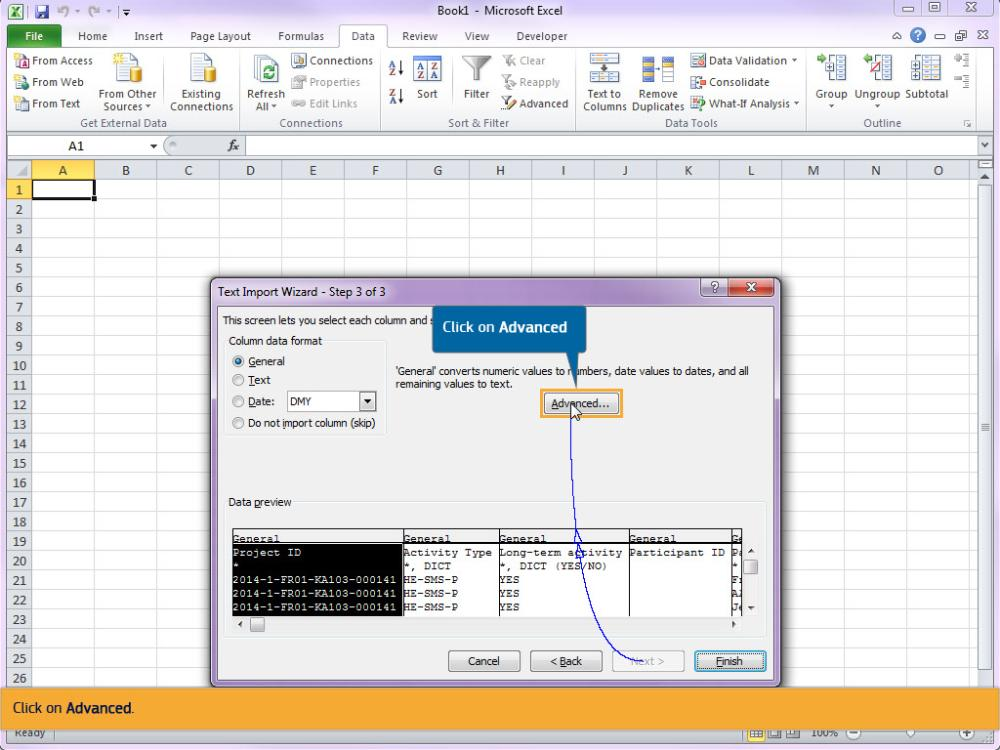 Book1 - Microsoft Excel
File Home Insert Page Layout Formulas Data Review View Developer
From Access
From Web
From Text
From Other Sources
Existing Connections
Get External Data
Refresh All
Connections
Properties
Edit Links
Connections
Sort
Filter
Clear
Reapply
Advanced
Sort & Filter
Text to Columns
Remove Duplicates
Data Validation
Consolidate
What-If Analysis
Data Tools
Group Ungroup Subtotal
Outline
A1 fx
A B C D E F G H I J K L M N O
1
2
3
4
5
6
7
8
9
10
11
12
13
14
15
16
17
18
19
20
21
22
23
24
25
26
Text Import Wizard - Step 3 of 3
This screen lets you select each column and
Click on Advanced
Column data format
General
Text
Date: DMY
Do not import column (skip)
'General' converts numeric values to numbers, date values to dates, and all
remaining values to text.
Advanced...
Data preview
General General General General
Project ID Activity Type Long-term activity Participant ID
* *, DICT *, DICT (YES/NO) *
2014-1-FR01-KA103-000141 HE-SMS-P YES
2014-1-FR01-KA103-000141 HE-SMS-P YES
2014-1-FR01-KA103-000141 HE-SMS-P YES
Cancel < Back Next > Finish
Click on Advanced.
Ready 100%